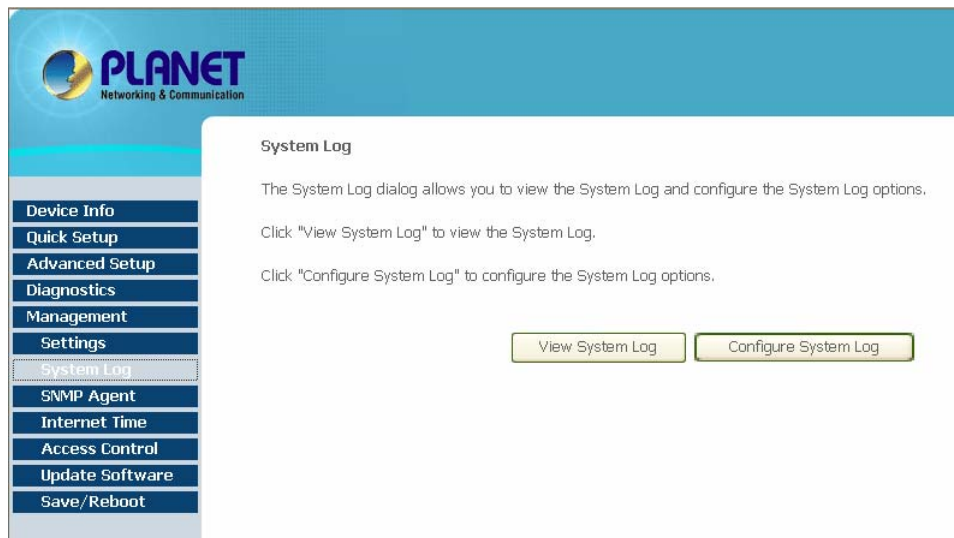 PLANET
Networking & Communication
System Log
The System Log dialog allows you to view the System Log and configure the System Log options.
Click "View System Log" to view the System Log.
Click "Configure System Log" to configure the System Log options.
View System Log
Configure System Log
Device Info
Quick Setup
Advanced Setup
Diagnostics
Management
Settings
System Log
SNMP Agent
Internet Time
Access Control
Update Software
Save/Reboot